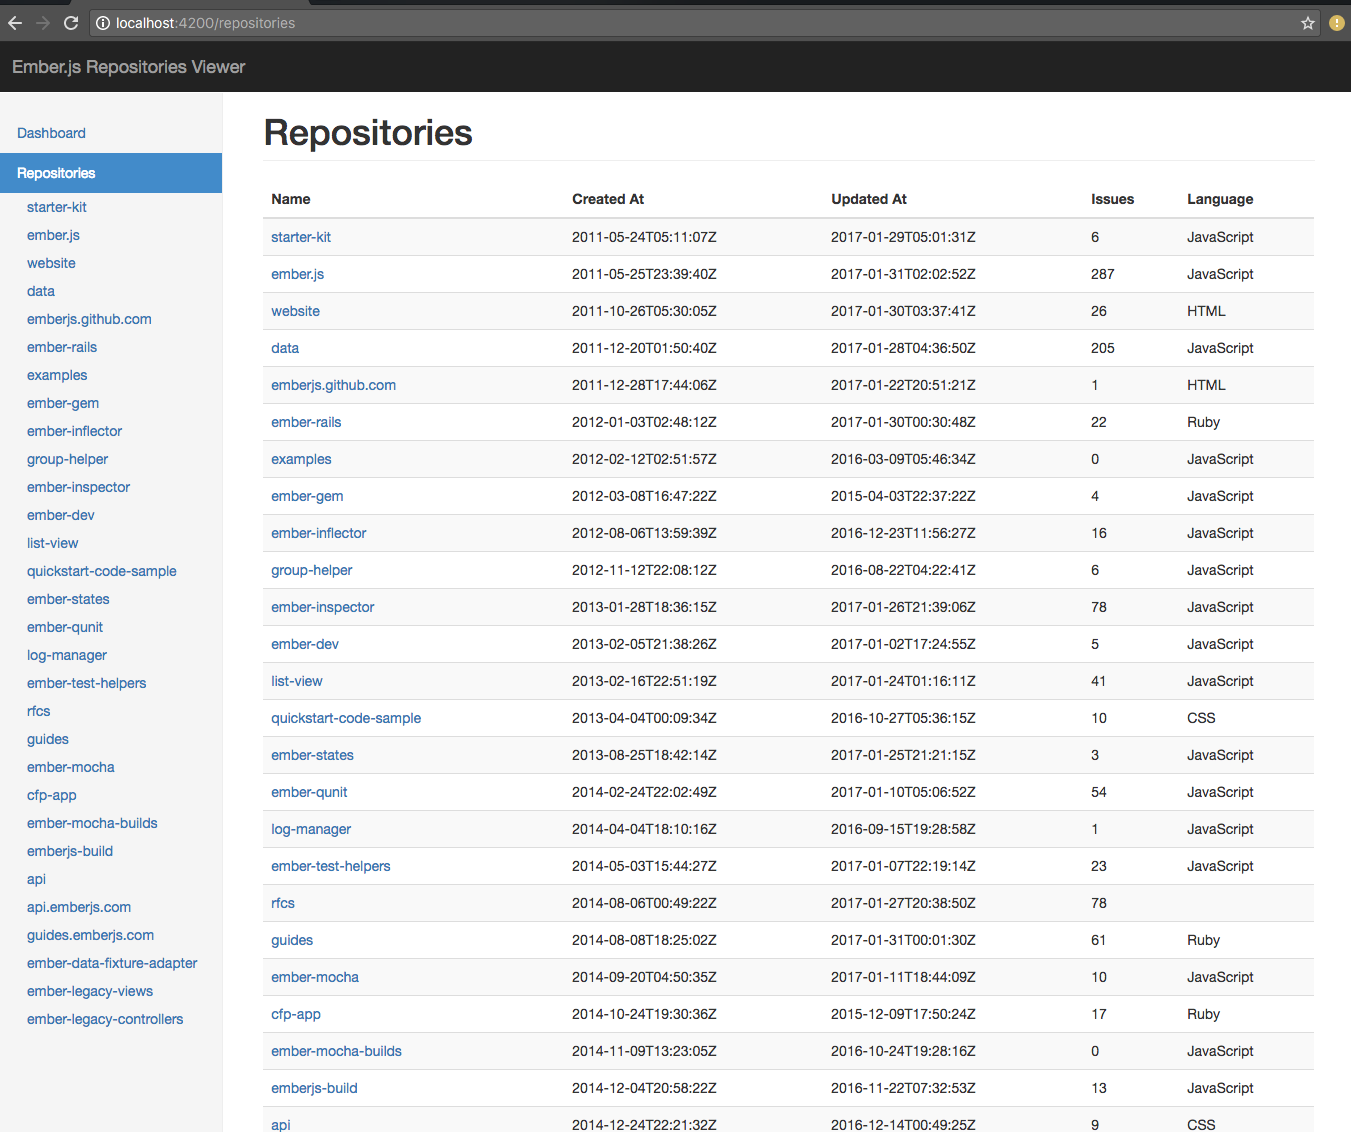 localhost:4200/repositories
Ember.js Repositories Viewer
Dashboard
Repositories
starter-kit
ember.js
website
data
emberjs.github.com
ember-rails
examples
ember-gem
ember-inflector
group-helper
ember-inspector
ember-dev
list-view
quickstart-code-sample
ember-states
ember-qunit
log-manager
ember-test-helpers
rfcs
guides
ember-mocha
cfp-app
ember-mocha-builds
emberjs-build
api
api.emberjs.com
guides.emberjs.com
ember-data-fixture-adapter
ember-legacy-views
ember-legacy-controllers
Repositories
Name Created At Updated At Issues Language
starter-kit 2011-05-24T05:11:07Z 2017-01-29T05:01:31Z 6 JavaScript
ember.js 2011-05-25T23:39:40Z 2017-01-31T02:02:52Z 287 JavaScript
website 2011-10-26T05:30:05Z 2017-01-30T03:37:41Z 26 HTML
data 2011-12-20T01:50:40Z 2017-01-28T04:36:50Z 205 JavaScript
emberjs.github.com 2011-12-28T17:44:06Z 2017-01-22T20:51:21Z 1 HTML
ember-rails 2012-01-03T02:48:12Z 2017-01-30T00:30:48Z 22 Ruby
examples 2012-02-12T02:51:57Z 2016-03-09T05:46:34Z 0 JavaScript
ember-gem 2012-03-08T16:47:22Z 2015-04-03T22:37:22Z 4 JavaScript
ember-inflector 2012-08-06T13:59:39Z 2016-12-23T11:56:27Z 16 JavaScript
group-helper 2012-11-12T22:08:12Z 2016-08-22T04:22:41Z 6 JavaScript
ember-inspector 2013-01-28T18:36:15Z 2017-01-26T21:39:06Z 78 JavaScript
ember-dev 2013-02-05T21:38:26Z 2017-01-02T17:24:55Z 5 JavaScript
list-view 2013-02-16T22:51:19Z 2017-01-24T01:16:11Z 41 JavaScript
quickstart-code-sample 2013-04-04T00:09:34Z 2016-10-27T05:36:15Z 10 CSS
ember-states 2013-08-25T18:42:14Z 2017-01-25T21:21:15Z 3 JavaScript
ember-qunit 2014-02-24T22:02:49Z 2017-01-10T05:06:52Z 54 JavaScript
log-manager 2014-04-04T18:10:16Z 2016-09-15T19:28:58Z 1 JavaScript
ember-test-helpers 2014-05-03T15:44:27Z 2017-01-07T22:19:14Z 23 JavaScript
rfcs 2014-08-06T00:49:22Z 2017-01-27T20:38:50Z 78
guides 2014-08-08T18:25:02Z 2017-01-31T00:01:30Z 61 Ruby
ember-mocha 2014-09-20T04:50:35Z 2017-01-11T18:44:09Z 10 JavaScript
cfp-app 2014-10-24T19:30:36Z 2015-12-09T17:50:24Z 17 Ruby
ember-mocha-builds 2014-11-09T13:23:05Z 2016-10-24T19:28:16Z 0 JavaScript
emberjs-build 2014-12-04T20:58:22Z 2016-11-22T07:32:53Z 13 JavaScript
api 2014-12-24T22:21:32Z 2016-12-14T00:49:25Z 9 CSS